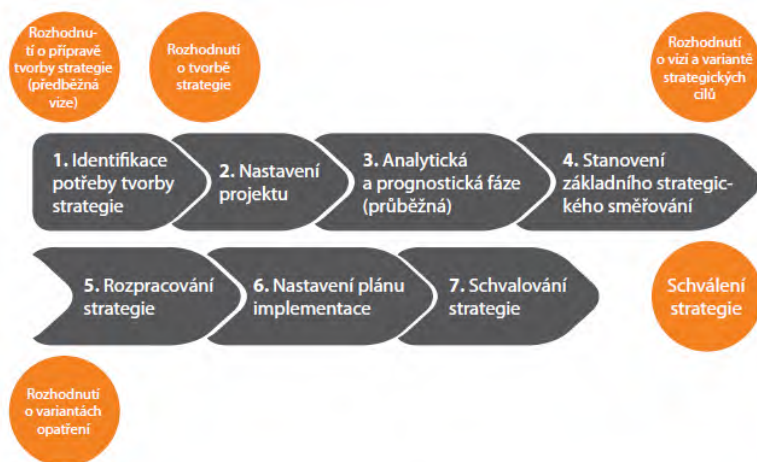 Rozhodnu-
tí o přípravě
tvorby strategie
(předběžná
vize)
Rozhodnutí
o tvorbě
strategie
Rozhodnutí
o vizi a variantě
strategických
cílů
1. Identifikace
potřeby tvorby
strategie
2. Nastavení
projektu
3. Analytická
a prognostická fáze
(průběžná)
4. Stanovení
základního strategic-
kého směřování
5. Rozpracování
strategie
6. Nastavení plánu
implementace
7. Schvalování
strategie
Schválení
strategie
Rozhodnutí
o variantách
opatření